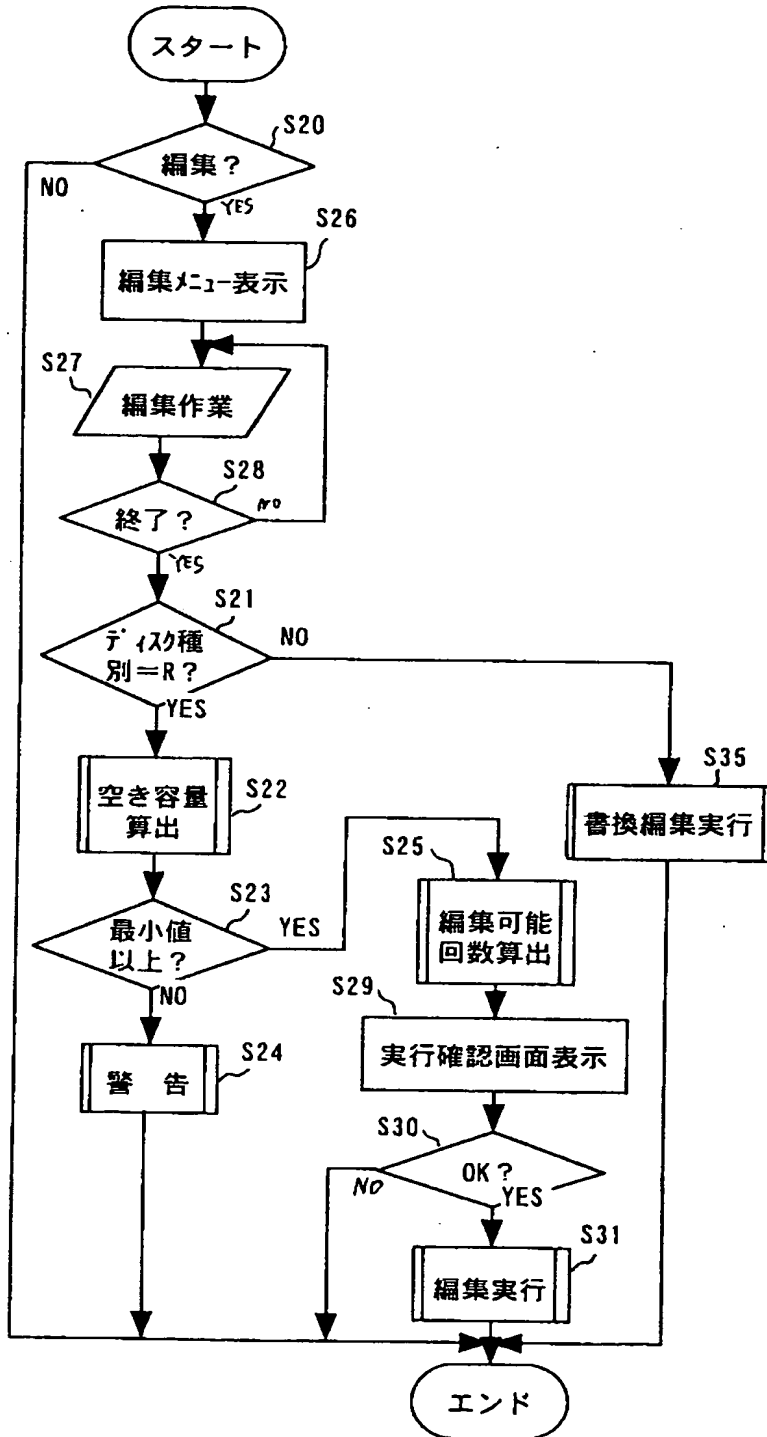 スタート
S20
編集？
NO
YES
S26
編集メニュー表示
S27
編集作業
S28
終了？
NO
YES
S21
ディスク種
別＝R？
NO
YES
S22
空き容量
算出
S35
書換編集実行
S23
最小値
以上？
YES
NO
S25
編集可能
回数算出
S24
警　告
S29
実行確認画面表示
S30
OK？
NO
YES
S31
編集実行
エンド